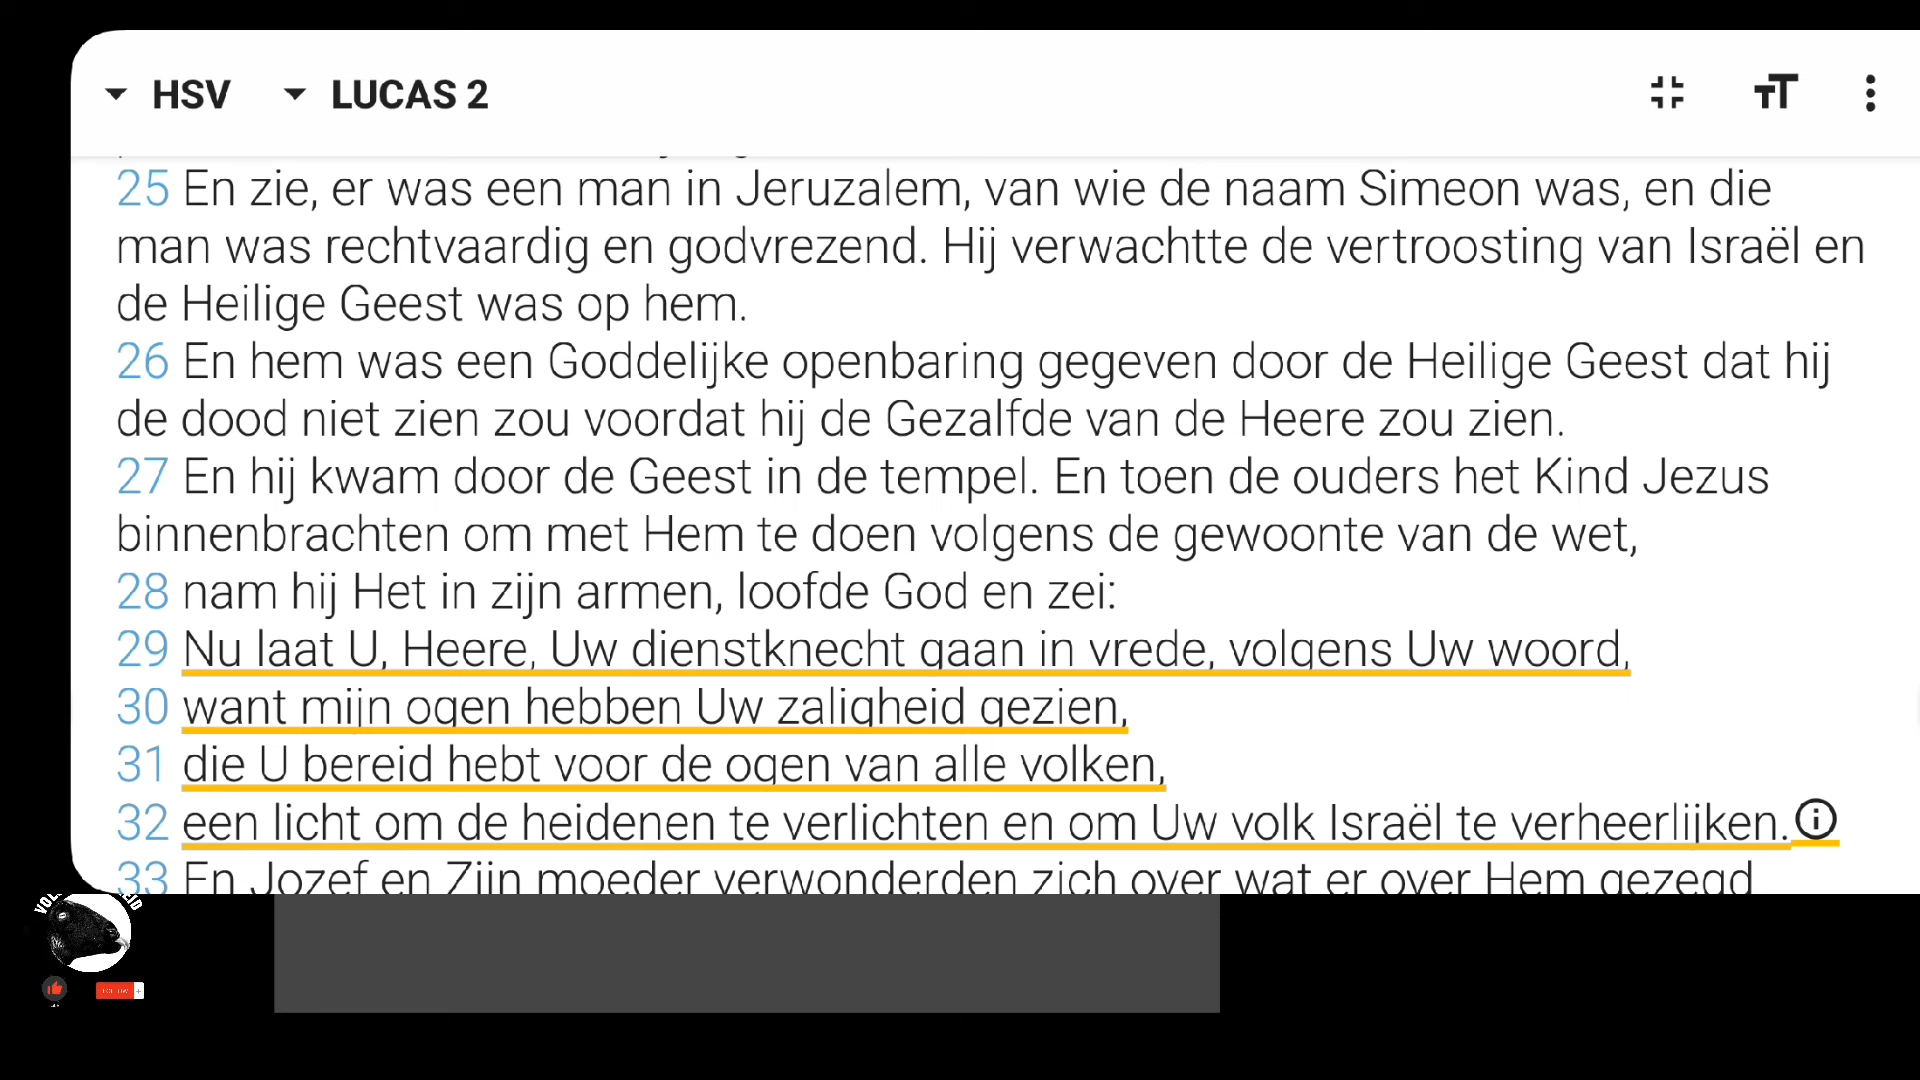 HSV LUCAS 2
25 En zie, er was een man in Jeruzalem, van wie de naam Simeon was, en die
man was rechtvaardig en godvrezend. Hij verwachtte de vertroosting van Israël en
de Heilige Geest was op hem.
26 En hem was een Goddelijke openbaring gegeven door de Heilige Geest dat hij
de dood niet zien zou voordat hij de Gezalfde van de Heere zou zien.
27 En hij kwam door de Geest in de tempel. En toen de ouders het Kind Jezus
binnenbrachten om met Hem te doen volgens de gewoonte van de wet,
28 nam hij Het in zijn armen, loofde God en zei:
29 Nu laat U, Heere, Uw dienstknecht gaan in vrede, volgens Uw woord,
30 want mijn ogen hebben Uw zaligheid gezien,
31 die U bereid hebt voor de ogen van alle volken,
32 een licht om de heidenen te verlichten en om Uw volk Israël te verheerlijken.
33 En Jozef en Zijn moeder verwonderden zich over wat er over Hem gezegd
FOLLOW